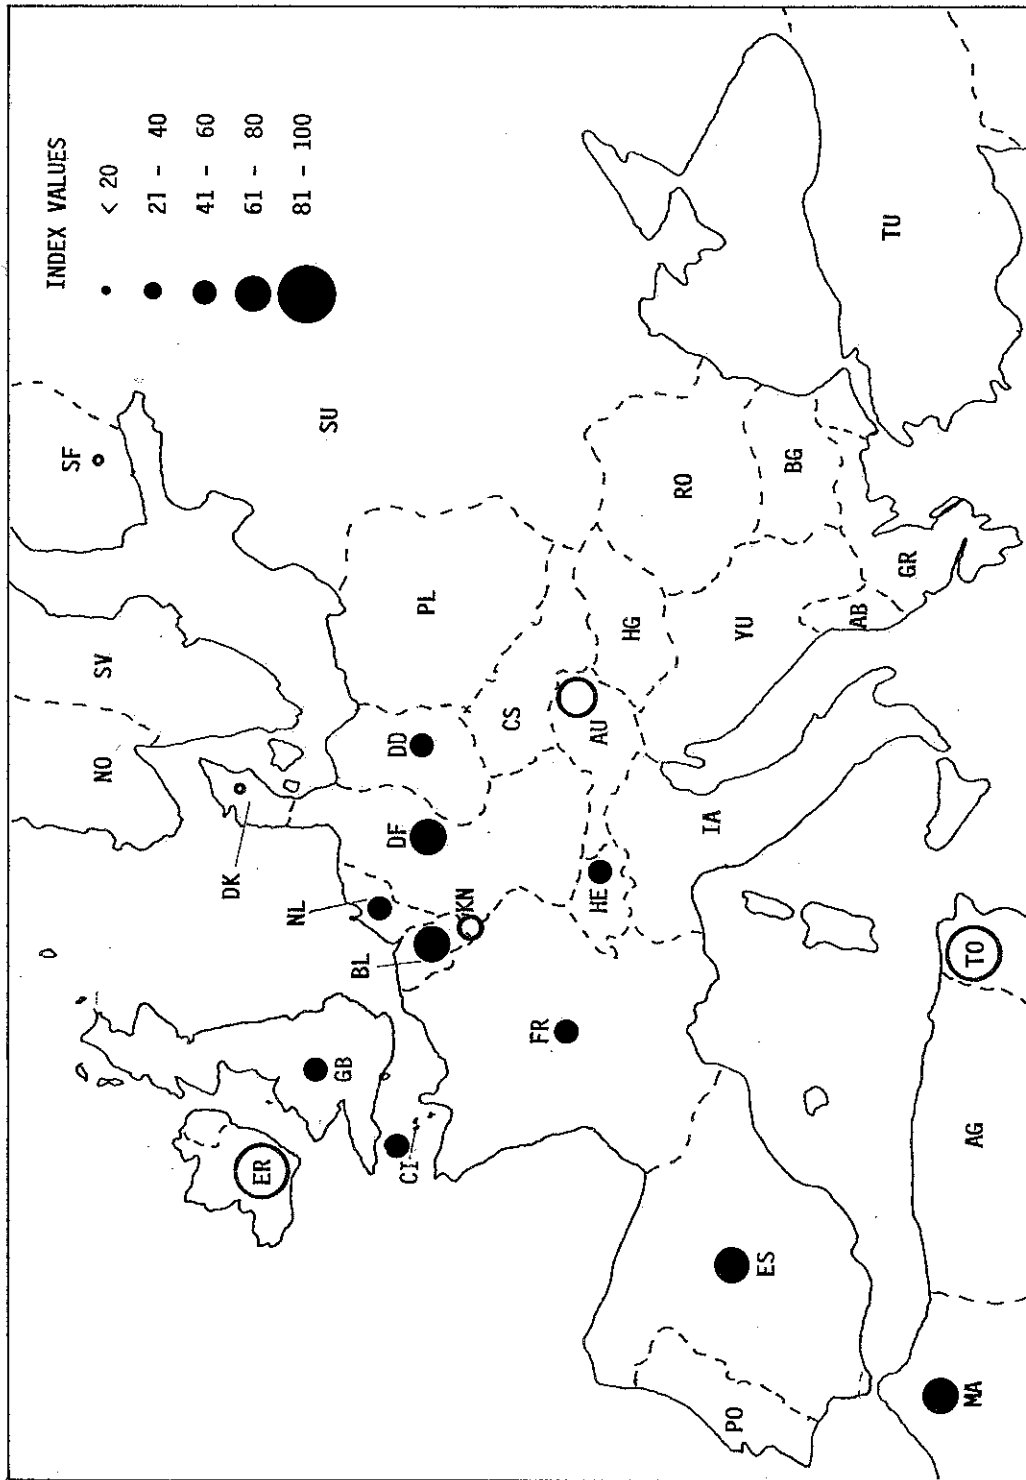 INDEX VALUES
< 20
21 - 40
41 - 60
61 - 80
81 - 100
SF
SU
SV
NO
DK
NL
BL
KN
DF
DD
PL
CS
AU
HG
RO
BG
YU
AB
GR
TU
IA
HE
FR
GB
ER
CI
ES
PO
MA
AG
TO